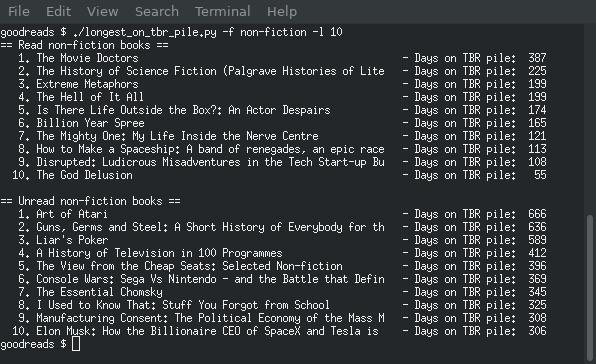 File Edit View Search Terminal Help
goodreads $ ./longest_on_tbr_pile.py -f non-fiction -l 10
== Read non-fiction books ==
1. The Movie Doctors - Days on TBR pile: 387
2. The History of Science Fiction (Palgrave Histories of Lite - Days on TBR pile: 225
3. Extreme Metaphors - Days on TBR pile: 199
4. The Hell of It All - Days on TBR pile: 199
5. Is There Life Outside the Box?: An Actor Despairs - Days on TBR pile: 174
6. Billion Year Spree - Days on TBR pile: 165
7. The Mighty One: My Life Inside the Nerve Centre - Days on TBR pile: 121
8. How to Make a Spaceship: A band of renegades, an epic race - Days on TBR pile: 113
9. Disrupted: Ludicrous Misadventures in the Tech Start-up Bu - Days on TBR pile: 108
10. The God Delusion - Days on TBR pile: 55
== Unread non-fiction books ==
1. Art of Atari - Days on TBR pile: 666
2. Guns, Germs and Steel: A Short History of Everybody for th - Days on TBR pile: 636
3. Liar's Poker - Days on TBR pile: 589
4. A History of Television in 100 Programmes - Days on TBR pile: 412
5. The View from the Cheap Seats: Selected Non-fiction - Days on TBR pile: 396
6. Console Wars: Sega Vs Nintendo - and the Battle that Defin - Days on TBR pile: 369
7. The Essential Chomsky - Days on TBR pile: 345
8. I Used to Know That: Stuff You Forgot from School - Days on TBR pile: 325
9. Manufacturing Consent: The Political Economy of the Mass M - Days on TBR pile: 308
10. Elon Musk: How the Billionaire CEO of SpaceX and Tesla is - Days on TBR pile: 306
goodreads $